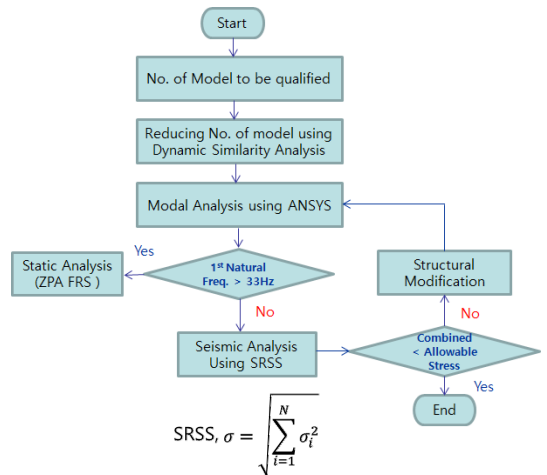 Start
No. of Model to be qualified
Reducing No. of model using
Dynamic Similarity Analysis
Modal Analysis using ANSYS
Yes
1st Natural
Freq. > 33Hz
Static Analysis
(ZPA FRS )
No
Structural
Modification
No
Seismic Analysis
Using SRSS
Combined
< Allowable
Stress
Yes
End
SRSS, σ = √(∑_{i=1}^{N} σ_i^2)